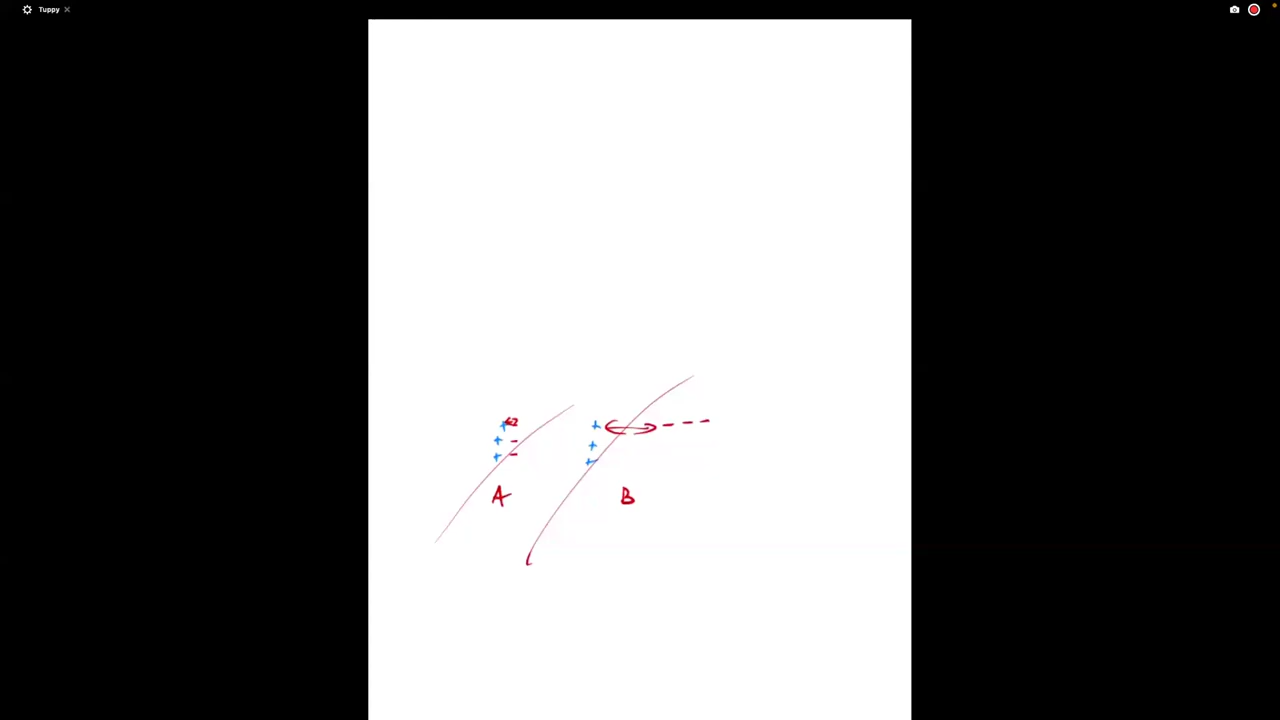 Tuppy
+ - - -
+ +
+ - +
+ - +
A B